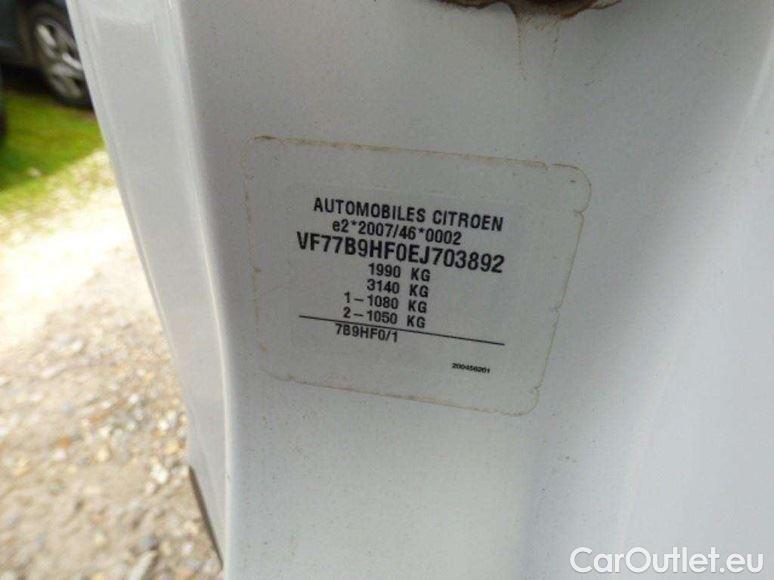 AUTOMOBILES CITROEN
e2*2007/46*0002
VF77B9HF0EJ703892
1990 KG
3140 KG
1-1080 KG
2-1050 KG
7B9HF0/1
200456201
CarOutlet.eu